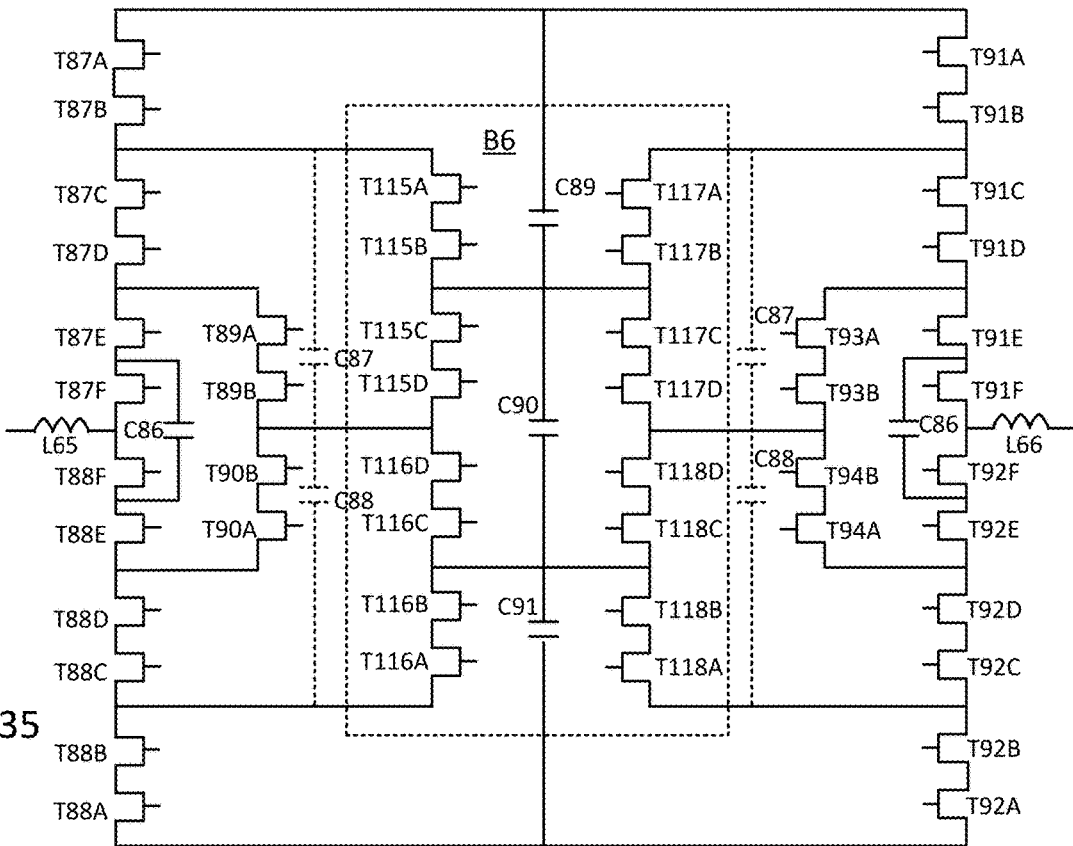 T87A
T91A
T87B
T91B
B6
T87C
T115A
C89
T117A
T91C
T87D
T115B
T117B
T91D
T87E
T89A
T115C
T117C
C87
T93A
T91E
C87
T87F
T89B
T115D
T117D
T93B
T91F
L65
C86
C90
C86
L66
T88F
T90B
T116D
T118D
C88
T94B
T92F
C88
T88E
T90A
T116C
T118C
T94A
T92E
T88D
T116B
C91
T118B
T92D
T88C
T116A
T118A
T92C
35
T88B
T92B
T88A
T92A